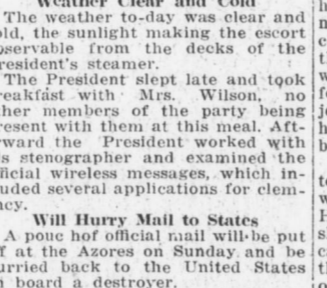 Weather Clear and Cold
The weather to-day was clear and
old, the sunlight making the escort
bservable from the decks of the
resident's steamer.
The President slept late and took
reakfast with Mrs. Wilson, no
ther members of the party being
resent with them at this meal. Aft-
rward the President worked with
s stenographer and examined the
ficial wireless messages, which in-
uded several applications for clem-
ncy.
Will Hurry Mail to States
A pouc hof official mail will be put
f at the Azores on Sunday and be
urried back to the United States
n board a destroyer.